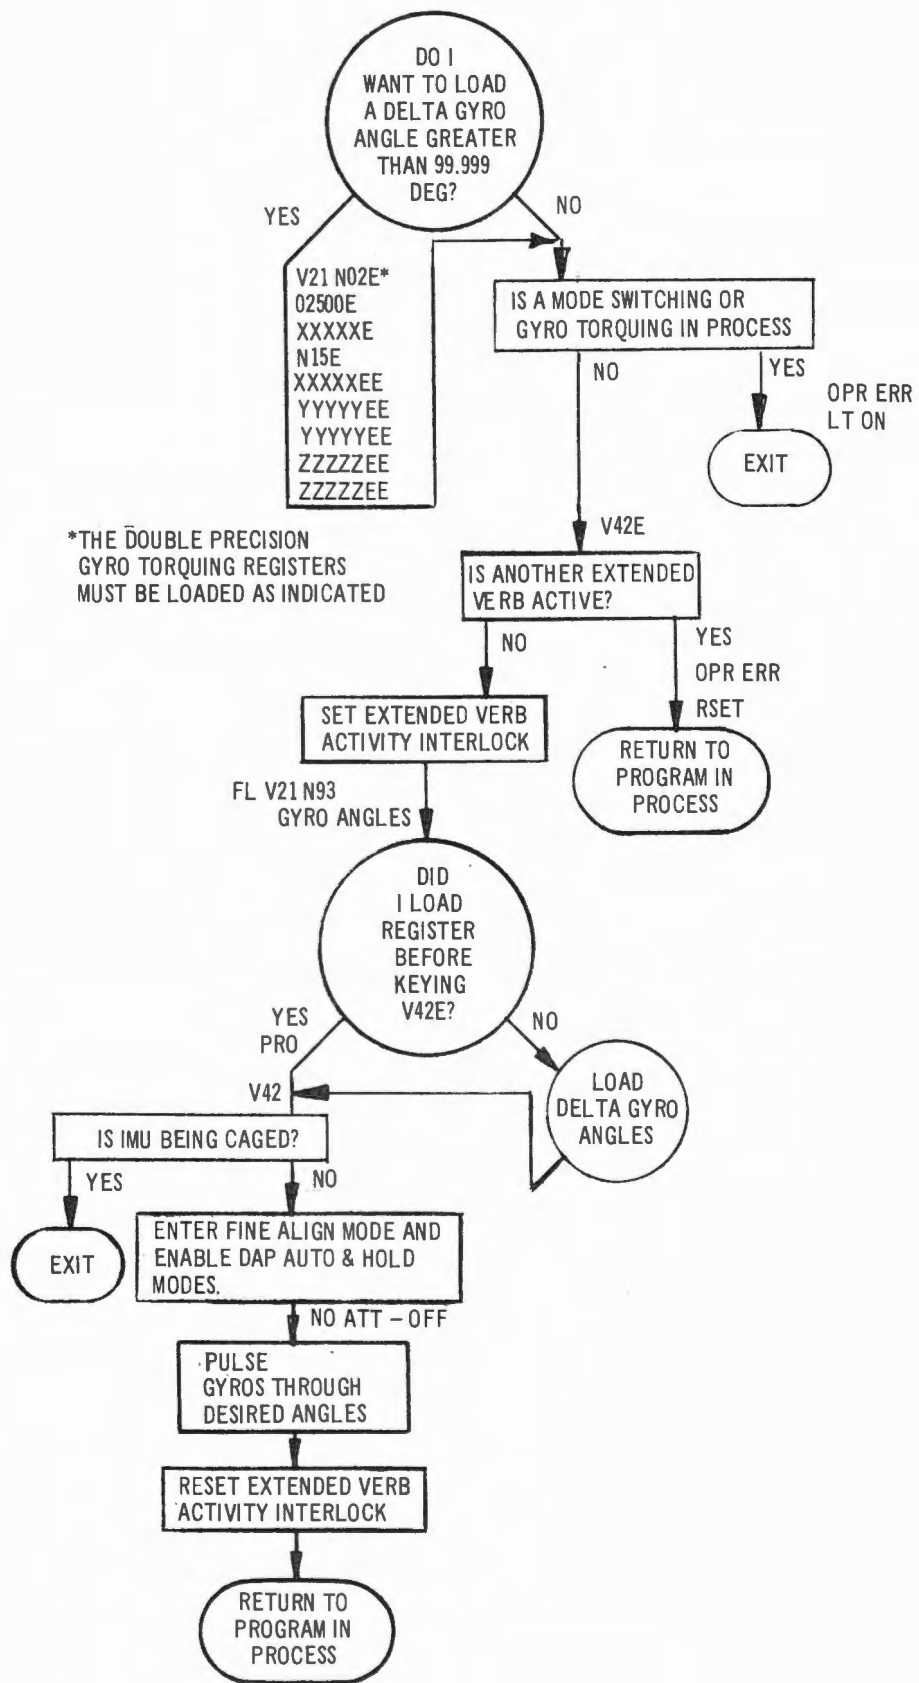 DO I
WANT TO LOAD
A DELTA GYRO
ANGLE GREATER
THAN 99.999
DEG?
YES
NO
V21 N02E*
02500E
XXXXXE
N15E
XXXXXEE
YYYYYEE
YYYYYEE
ZZZZZEE
ZZZZZEE
IS A MODE SWITCHING OR
GYRO TORQUING IN PROCESS
NO
YES
OPR ERR
LT ON
EXIT
*THE DOUBLE PRECISION
GYRO TORQUING REGISTERS
MUST BE LOADED AS INDICATED
V42E
IS ANOTHER EXTENDED
VERB ACTIVE?
NO
YES
OPR ERR
RSET
SET EXTENDED VERB
ACTIVITY INTERLOCK
RETURN TO
PROGRAM IN
PROCESS
FL V21 N93
GYRO ANGLES
DID
I LOAD
REGISTER
BEFORE
KEYING
V42E?
YES
PRO
NO
V42
LOAD
DELTA GYRO
ANGLES
IS IMU BEING CAGED?
YES
NO
EXIT
ENTER FINE ALIGN MODE AND
ENABLE DAP AUTO & HOLD
MODES.
NO ATT – OFF
PULSE
GYROS THROUGH
DESIRED ANGLES
RESET EXTENDED VERB
ACTIVITY INTERLOCK
RETURN TO
PROGRAM IN
PROCESS